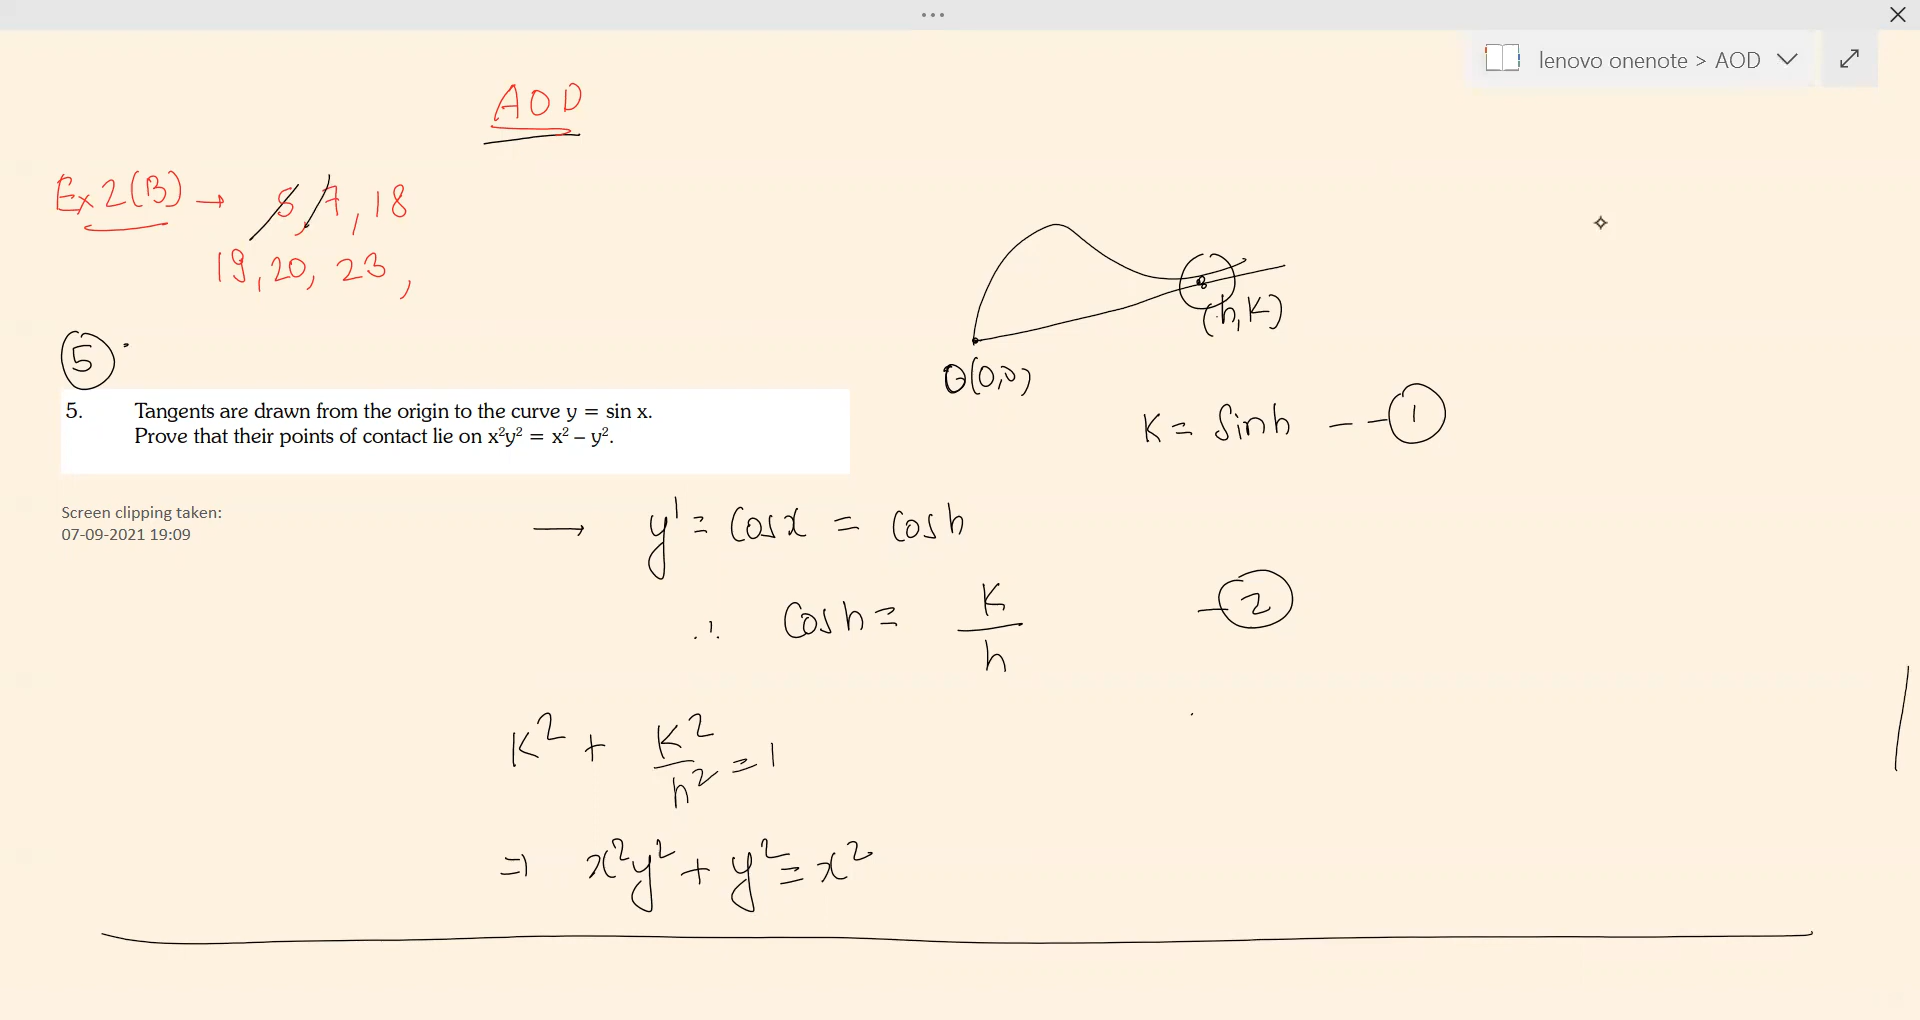 lenovo onenote > AOD
AOD
Ex 2(B) → 5, 7, 18
19, 20, 23,
(h, K)
O(0,0)
5
5. Tangents are drawn from the origin to the curve y = sin x.
Prove that their points of contact lie on x²y² = x² – y².
K = Sinh - - 1
Screen clipping taken:
07-09-2021 19:09
→ y' = Cosx = Cosh
∴ Cosh = K/h - 2
K² + K²/h² = 1
⇒ x²y² + y² = x²